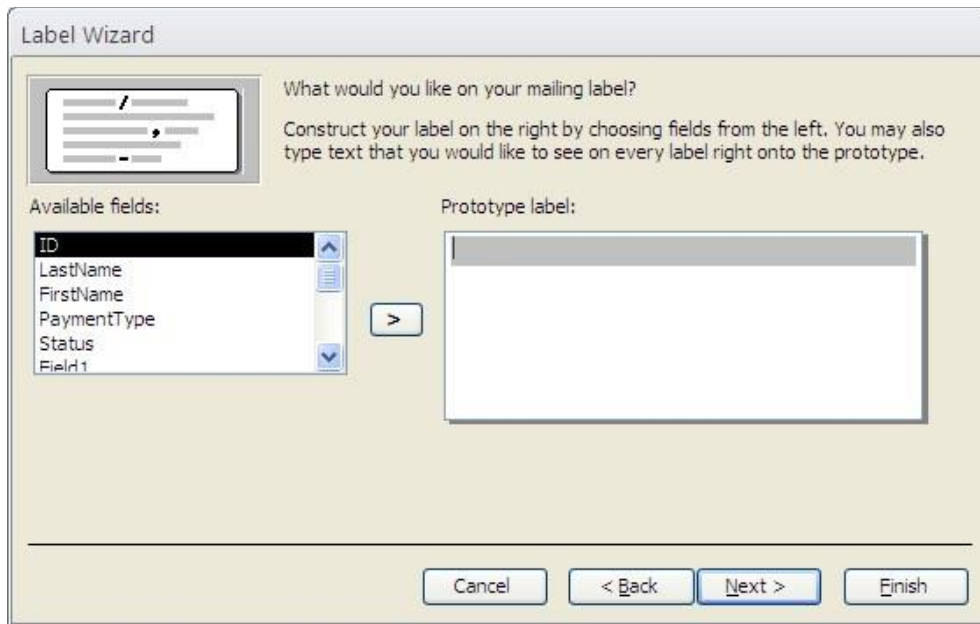 Label Wizard
What would you like on your mailing label?
Construct your label on the right by choosing fields from the left. You may also
type text that you would like to see on every label right onto the prototype.
Available fields:
Prototype label:
ID
LastName
FirstName
PaymentType
Status
Field1
>
Cancel
< Back
Next >
Finish